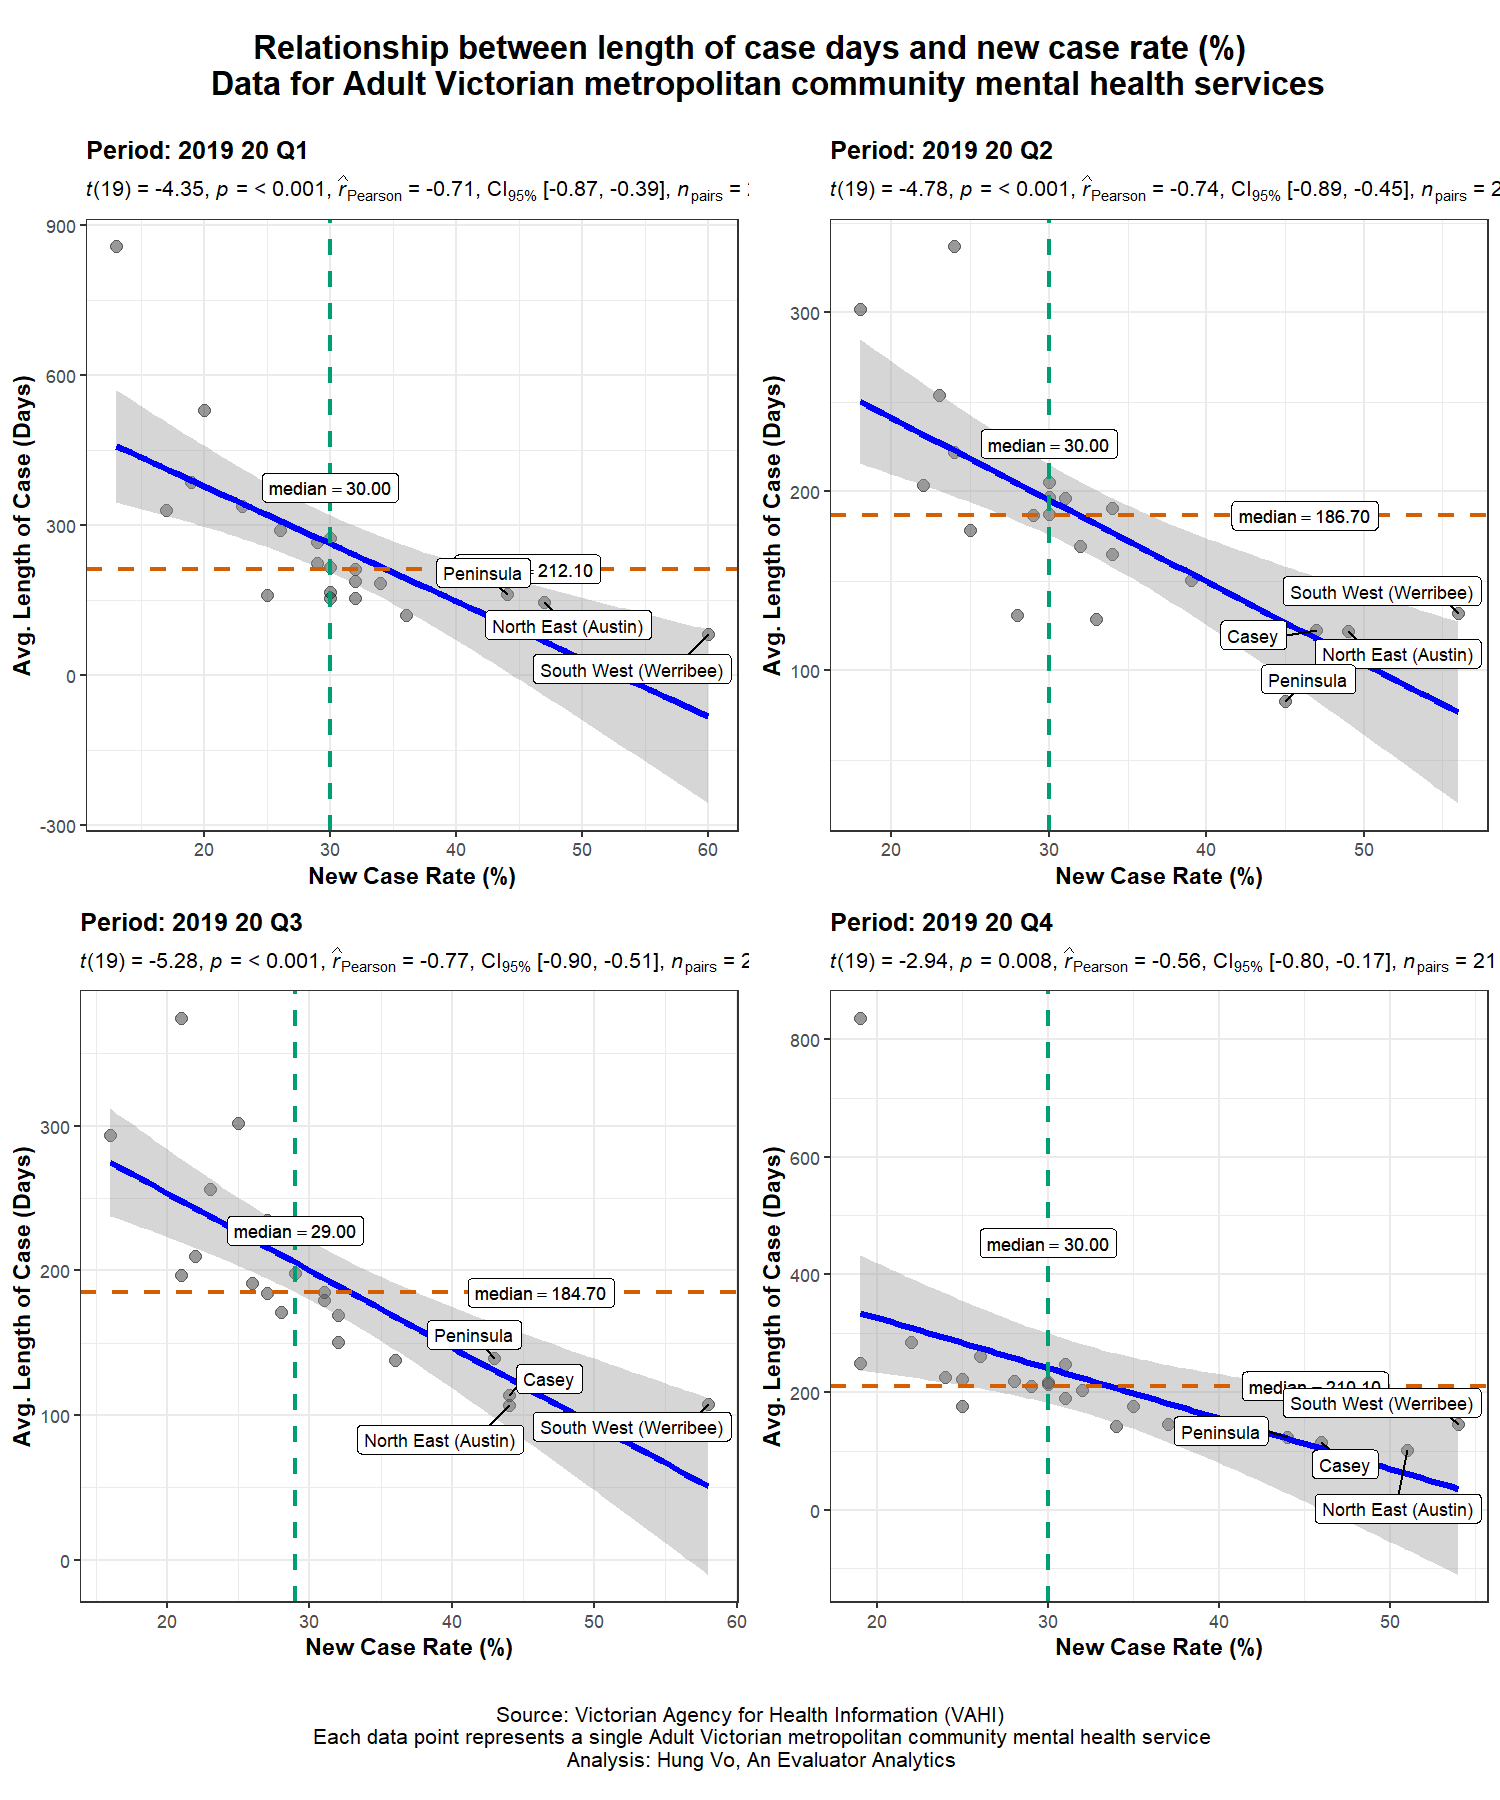 Relationship between length of case days and new case rate (%)
Data for Adult Victorian metropolitan community mental health services
Period: 2019 20 Q1
t(19) = -4.35, p = < 0.001, r̂Pearson = -0.71, CI95% [-0.87, -0.39], npairs =
Avg. Length of Case (Days)
900
600
300
0
-300
median = 30.00
212.10
Peninsula
North East (Austin)
South West (Werribee)
20 30 40 50 60
New Case Rate (%)
Period: 2019 20 Q2
t(19) = -4.78, p = < 0.001, r̂Pearson = -0.74, CI95% [-0.89, -0.45], npairs = 2
Avg. Length of Case (Days)
300
200
100
median = 30.00
median = 186.70
South West (Werribee)
Casey
North East (Austin)
Peninsula
20 30 40 50
New Case Rate (%)
Period: 2019 20 Q3
t(19) = -5.28, p = < 0.001, r̂Pearson = -0.77, CI95% [-0.90, -0.51], npairs = 2
Avg. Length of Case (Days)
300
200
100
0
median = 29.00
median = 184.70
Peninsula
Casey
South West (Werribee)
North East (Austin)
20 30 40 50 60
New Case Rate (%)
Period: 2019 20 Q4
t(19) = -2.94, p = 0.008, r̂Pearson = -0.56, CI95% [-0.80, -0.17], npairs = 21
Avg. Length of Case (Days)
800
600
400
200
0
median = 30.00
median = 210.10
South West (Werribee)
Peninsula
Casey
North East (Austin)
20 30 40 50
New Case Rate (%)
Source: Victorian Agency for Health Information (VAHI)
Each data point represents a single Adult Victorian metropolitan community mental health service
Analysis: Hung Vo, An Evaluator Analytics